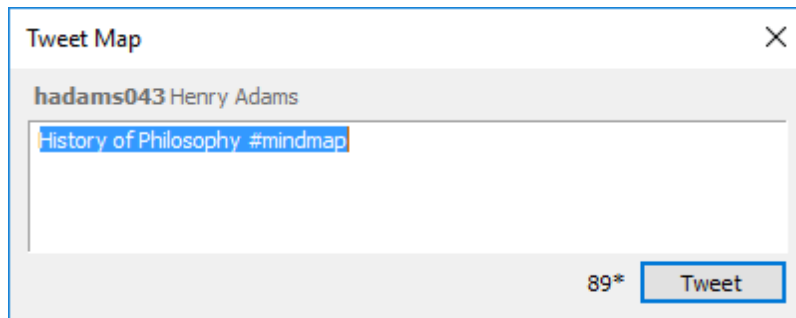 Tweet Map
hadams043 Henry Adams
History of Philosophy #mindmap
89* Tweet